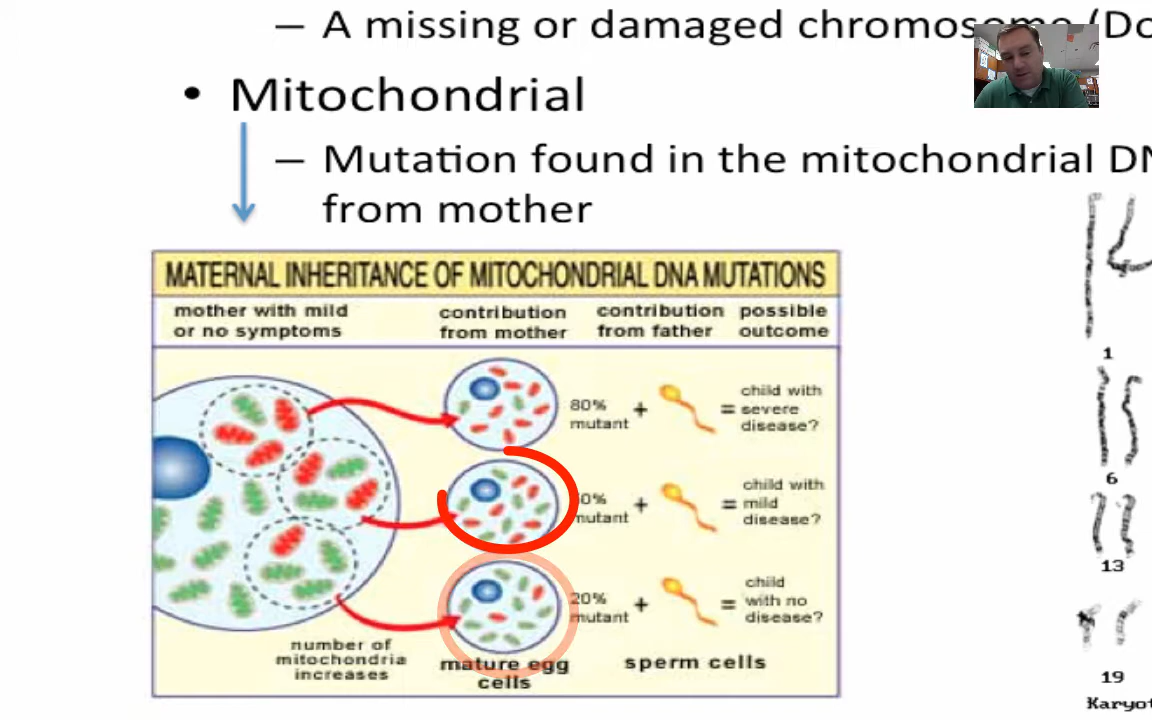 – A missing or damaged chromosome (Do
• Mitochondrial
– Mutation found in the mitochondrial DN
from mother
MATERNAL INHERITANCE OF MITOCHONDRIAL DNA MUTATIONS
mother with mild
or no symptoms
contribution
from mother
contribution
from father
possible
outcome
80%
mutant
+
=
child with
severe
disease?
0%
mutant
+
=
child with
mild
disease?
20%
mutant
+
=
child
with no
disease?
number of
mitochondria
increases
mature egg
cells
sperm cells
1
6
13
19
Karyot